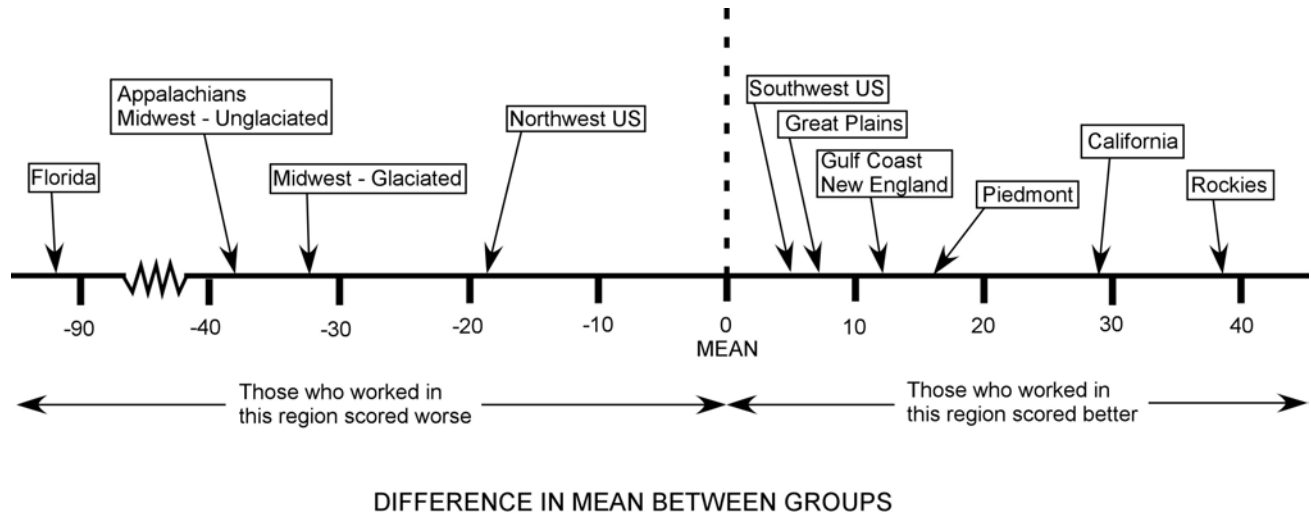 Appalachians
Midwest - Unglaciated
Florida
Midwest - Glaciated
Northwest US
Southwest US
Great Plains
Gulf Coast
New England
Piedmont
California
Rockies
-90
-40
-30
-20
-10
0
10
20
30
40
MEAN
Those who worked in
this region scored worse
Those who worked in
this region scored better
DIFFERENCE IN MEAN BETWEEN GROUPS